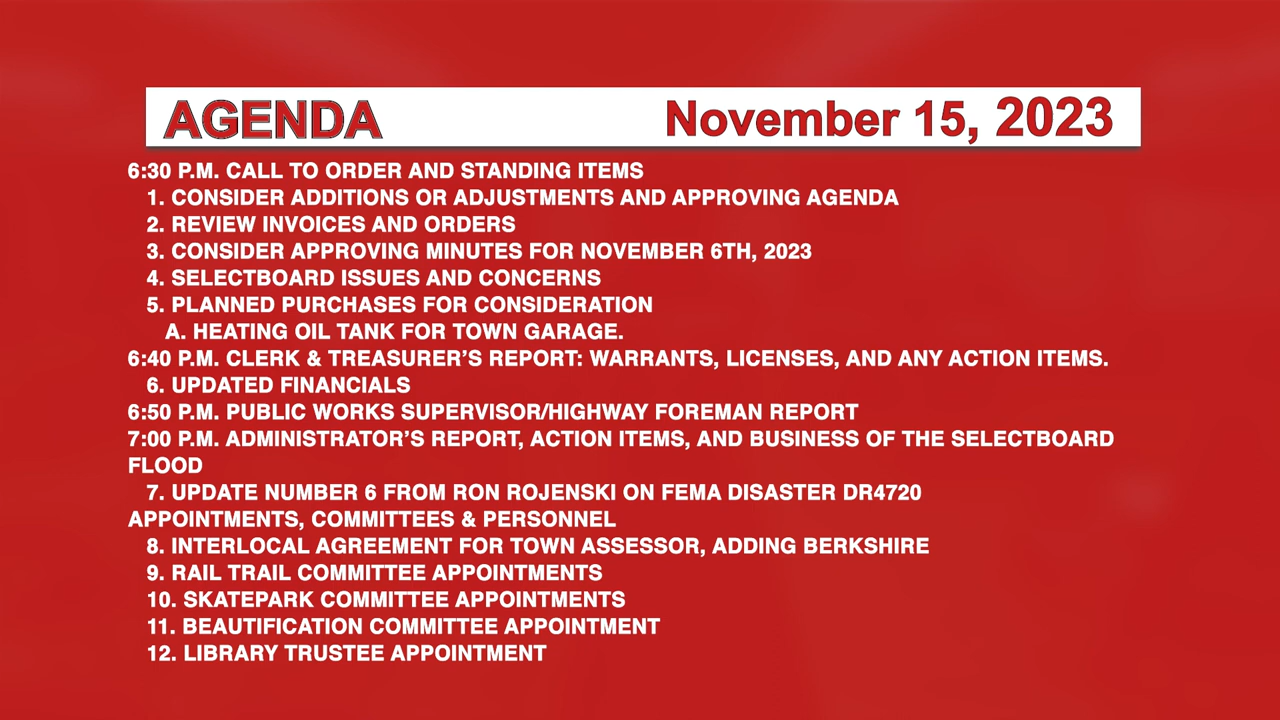 AGENDA November 15, 2023
6:30 P.M. CALL TO ORDER AND STANDING ITEMS
1. CONSIDER ADDITIONS OR ADJUSTMENTS AND APPROVING AGENDA
2. REVIEW INVOICES AND ORDERS
3. CONSIDER APPROVING MINUTES FOR NOVEMBER 6TH, 2023
4. SELECTBOARD ISSUES AND CONCERNS
5. PLANNED PURCHASES FOR CONSIDERATION
A. HEATING OIL TANK FOR TOWN GARAGE.
6:40 P.M. CLERK & TREASURER’S REPORT: WARRANTS, LICENSES, AND ANY ACTION ITEMS.
6. UPDATED FINANCIALS
6:50 P.M. PUBLIC WORKS SUPERVISOR/HIGHWAY FOREMAN REPORT
7:00 P.M. ADMINISTRATOR’S REPORT, ACTION ITEMS, AND BUSINESS OF THE SELECTBOARD
FLOOD
7. UPDATE NUMBER 6 FROM RON ROJENSKI ON FEMA DISASTER DR4720
APPOINTMENTS, COMMITTEES & PERSONNEL
8. INTERLOCAL AGREEMENT FOR TOWN ASSESSOR, ADDING BERKSHIRE
9. RAIL TRAIL COMMITTEE APPOINTMENTS
10. SKATEPARK COMMITTEE APPOINTMENTS
11. BEAUTIFICATION COMMITTEE APPOINTMENT
12. LIBRARY TRUSTEE APPOINTMENT